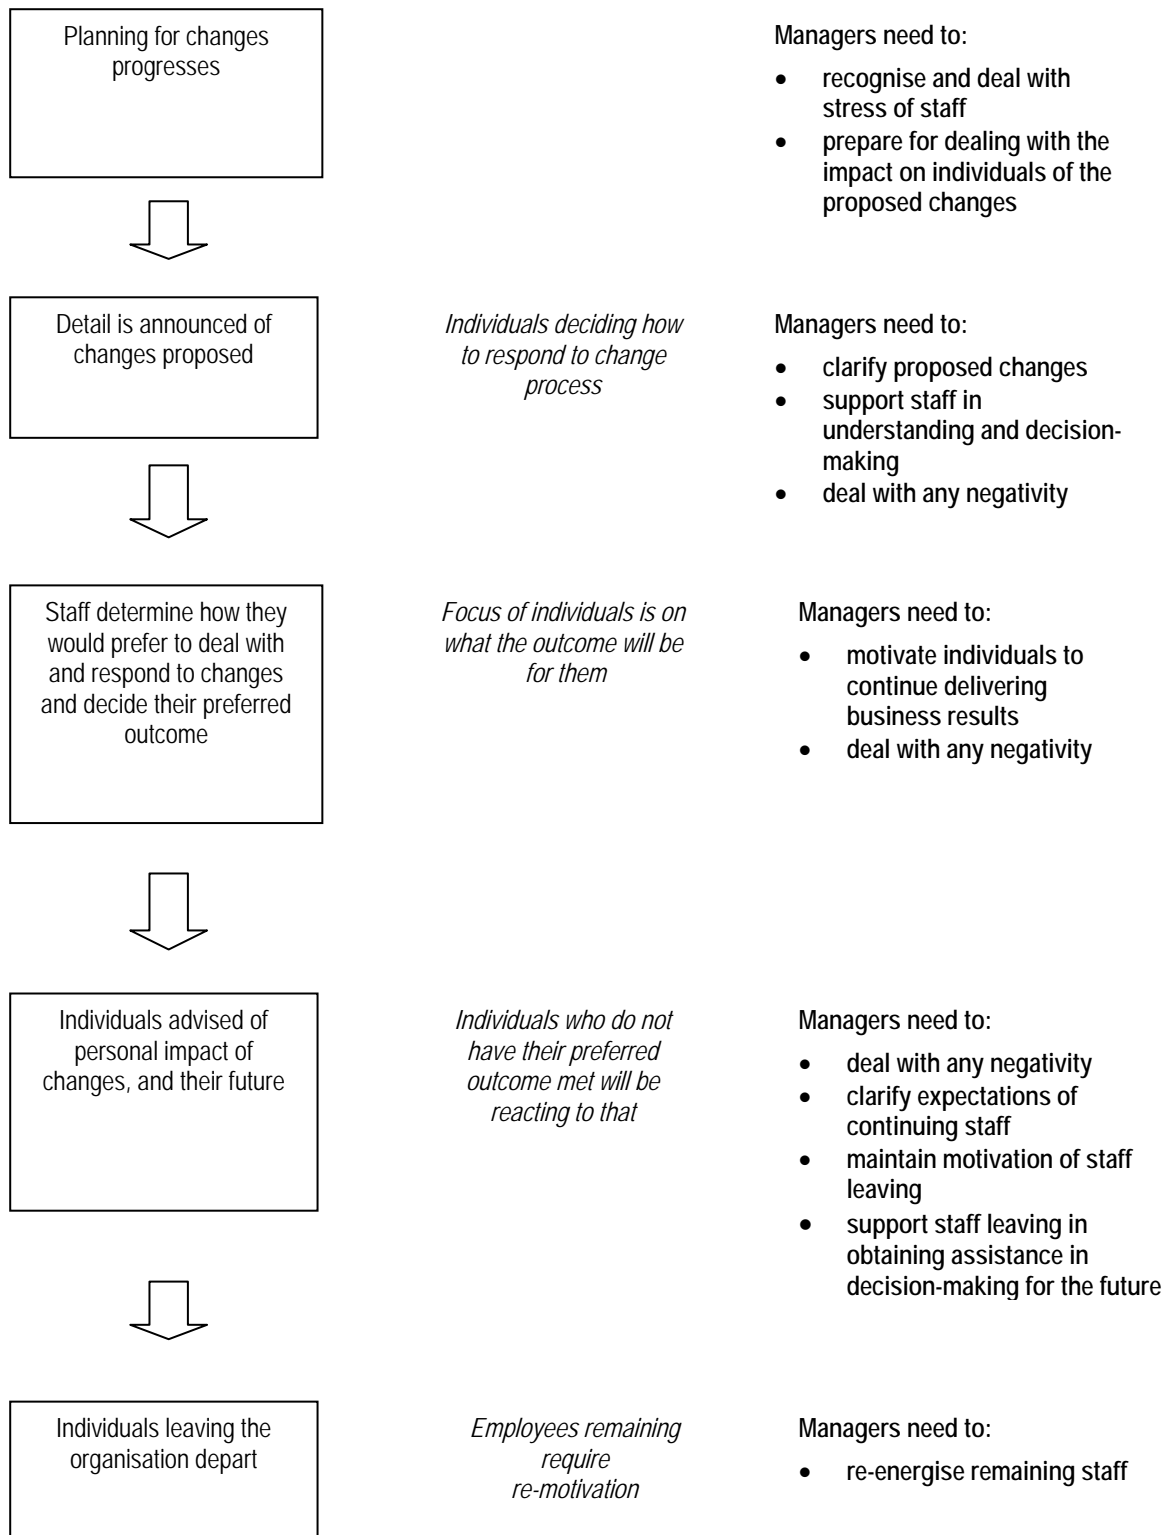 Planning for changes
progresses
Managers need to:
• recognise and deal with
stress of staff
• prepare for dealing with the
impact on individuals of the
proposed changes
Detail is announced of
changes proposed
Individuals deciding how
to respond to change
process
Managers need to:
• clarify proposed changes
• support staff in
understanding and decision-
making
• deal with any negativity
Staff determine how they
would prefer to deal with
and respond to changes
and decide their preferred
outcome
Focus of individuals is on
what the outcome will be
for them
Managers need to:
• motivate individuals to
continue delivering
business results
• deal with any negativity
Individuals advised of
personal impact of
changes, and their future
Individuals who do not
have their preferred
outcome met will be
reacting to that
Managers need to:
• deal with any negativity
• clarify expectations of
continuing staff
• maintain motivation of staff
leaving
• support staff leaving in
obtaining assistance in
decision-making for the future
Individuals leaving the
organisation depart
Employees remaining
require
re-motivation
Managers need to:
• re-energise remaining staff